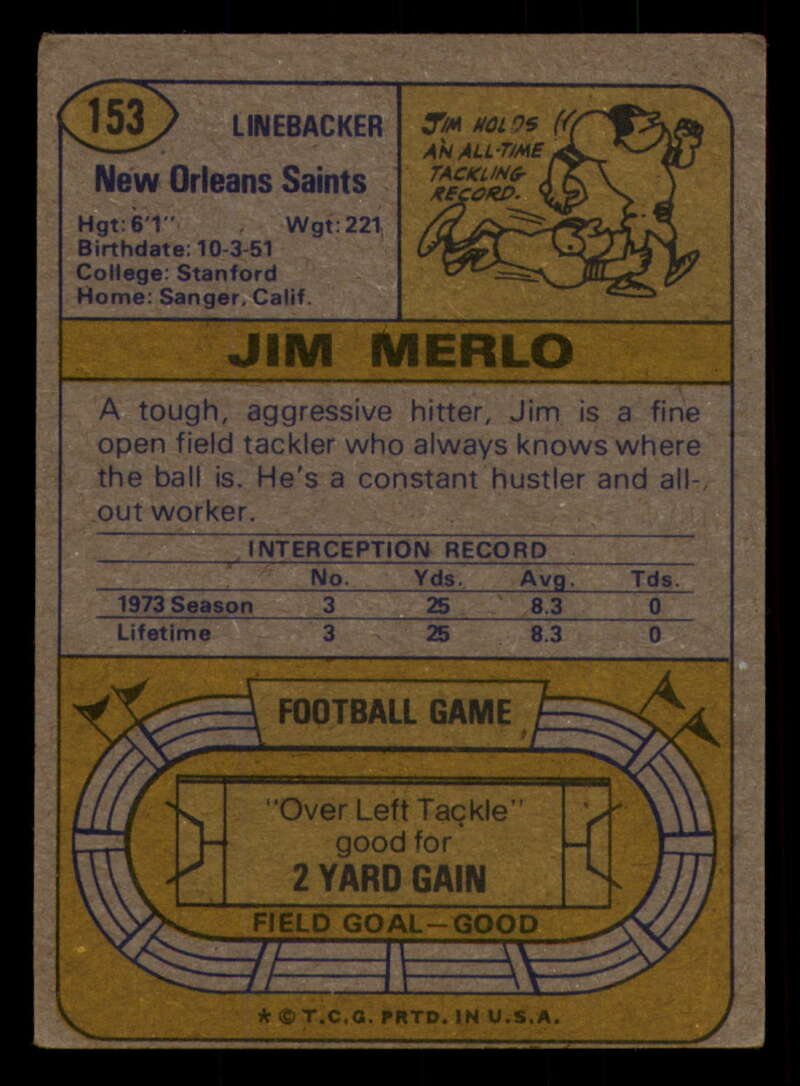 153
LINEBACKER
New Orleans Saints
Hgt: 6'1" Wgt: 221
Birthdate: 10-3-51
College: Stanford
Home: Sanger, Calif.
JIM HOLDS
AN ALL-TIME
TACKLING
RECORD.
JIM MERLO
A tough, aggressive hitter, Jim is a fine
open field tackler who always knows where
the ball is. He's a constant hustler and all-
out worker.
INTERCEPTION RECORD
No. Yds. Avg. Tds.
1973 Season 3 25 8.3 0
Lifetime 3 25 8.3 0
FOOTBALL GAME
"Over Left Tackle"
good for
2 YARD GAIN
FIELD GOAL—GOOD
* © T.C.G. PRTD. IN U.S.A.